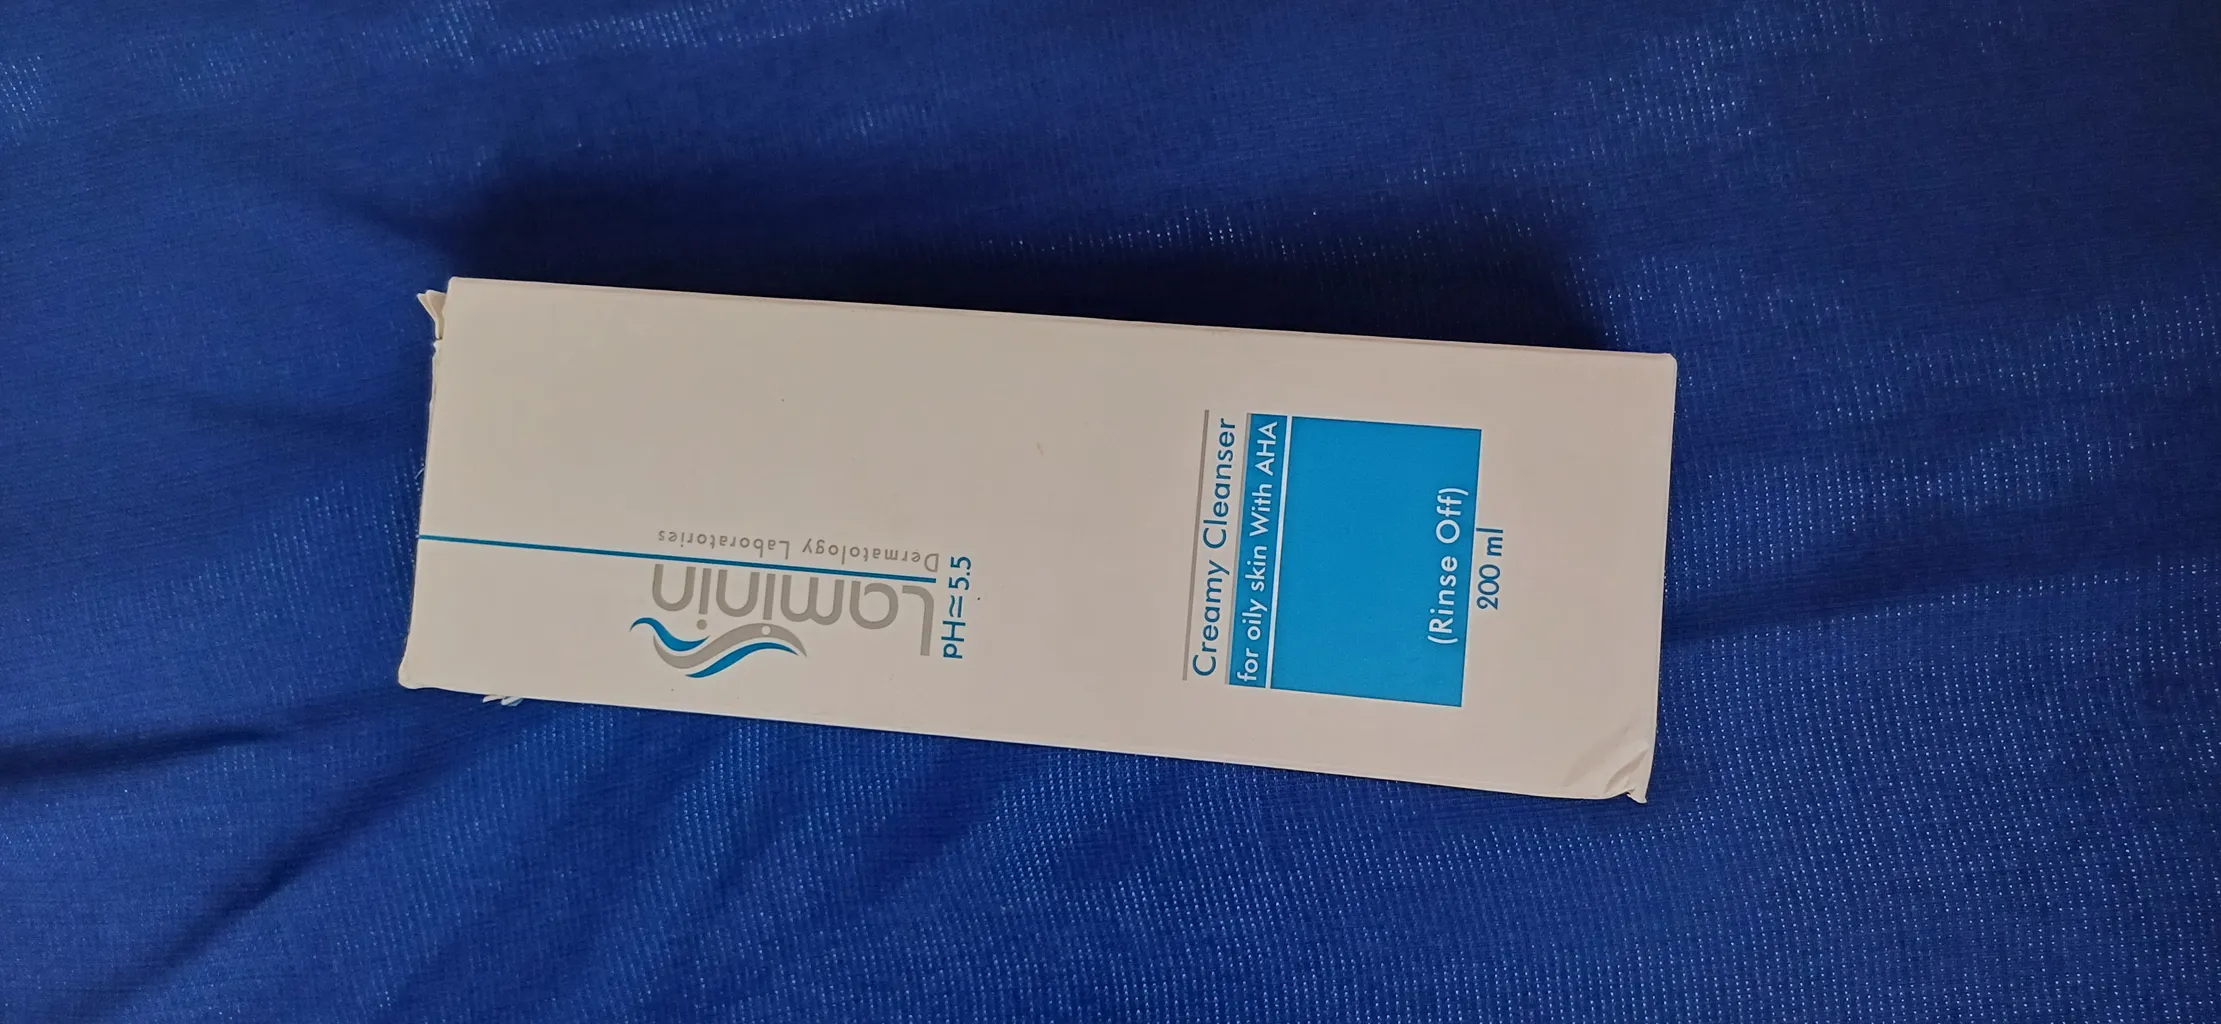 Laminin
Dermatology Laboratories
pH≃5.5
Creamy Cleanser
for oily skin With AHA
(Rinse Off)
200 ml